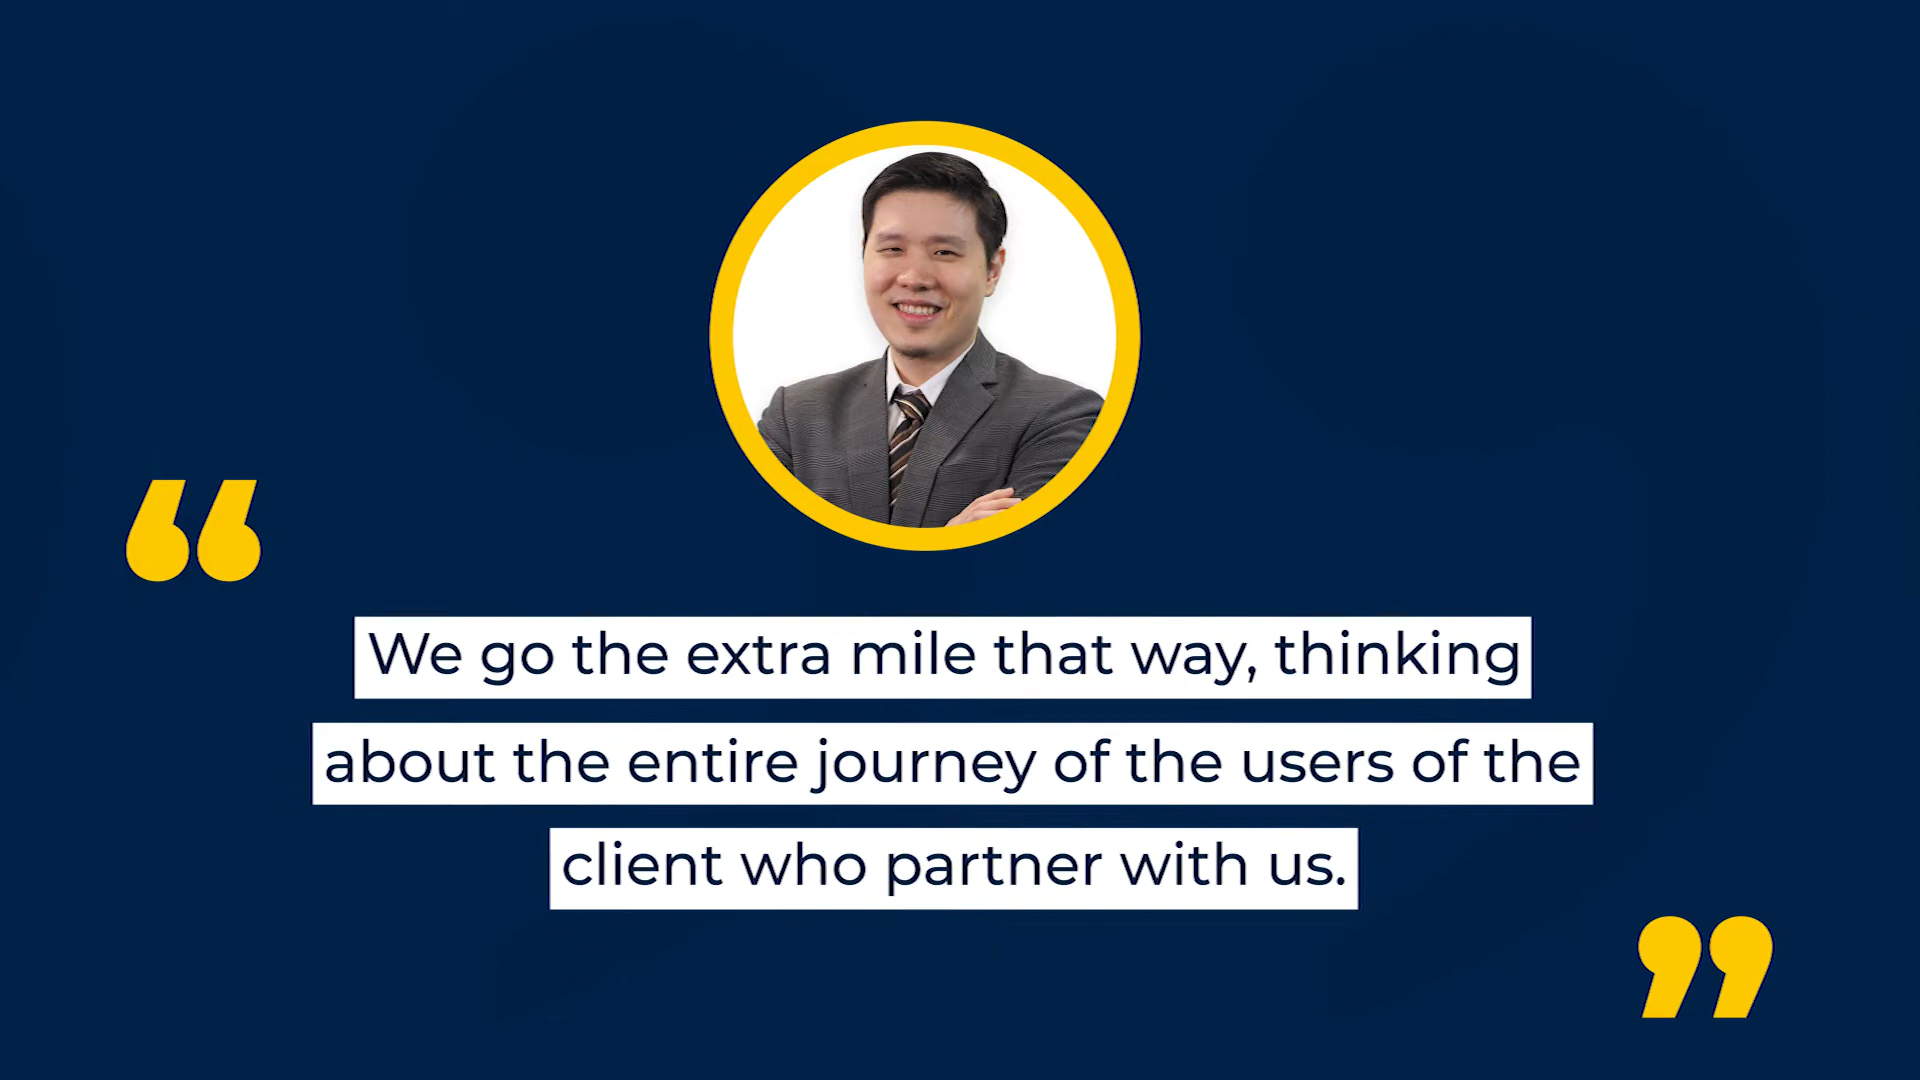 “
We go the extra mile that way, thinking
about the entire journey of the users of the
client who partner with us.
”